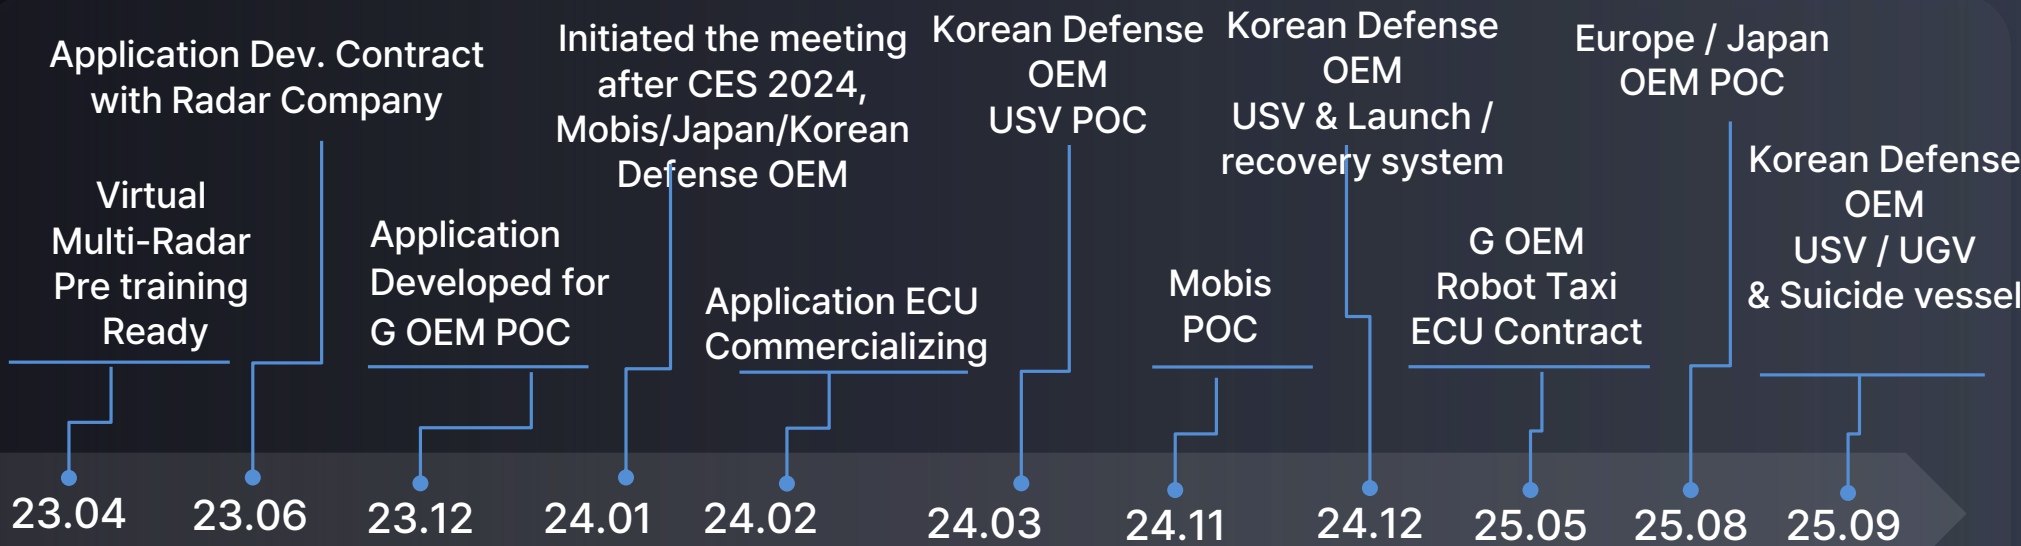 Application Dev. Contract
with Radar Company
Initiated the meeting
after CES 2024,
Mobis/Japan/Korean
Defense OEM
Korean Defense
OEM
USV POC
Korean Defense
OEM
USV & Launch /
recovery system
Europe / Japan
OEM POC
Virtual
Multi-Radar
Pre training
Ready
Application
Developed for
G OEM POC
Application ECU
Commercializing
Mobis
POC
G OEM
Robot Taxi
ECU Contract
Korean Defense
OEM
USV / UGV
& Suicide vessel
23.04
23.06
23.12
24.01
24.02
24.03
24.11
24.12
25.05
25.08
25.09